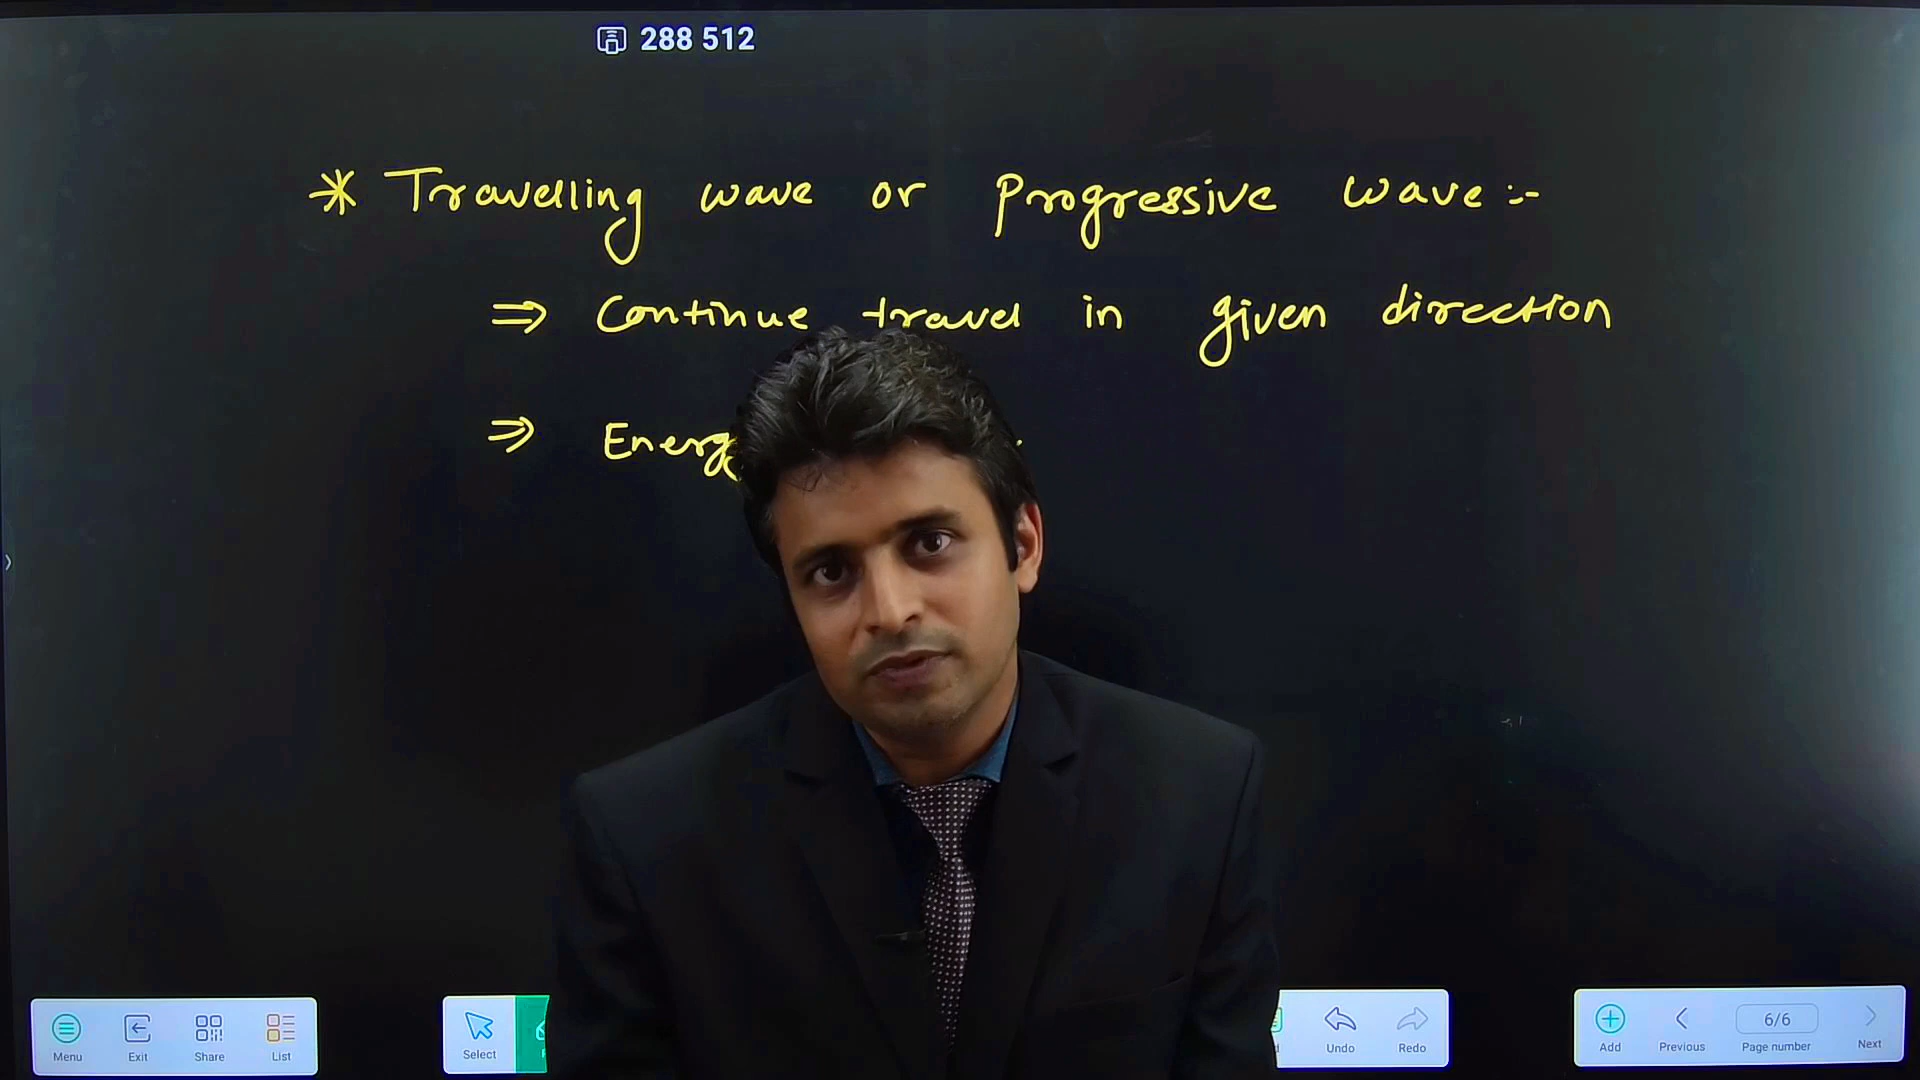 288 512
* Travelling wave or Progressive wave :-
⇒ Continue travel in given direction
⇒
Menu Exit Share List Select Undo Redo Add Previous 6/6 Page number Next